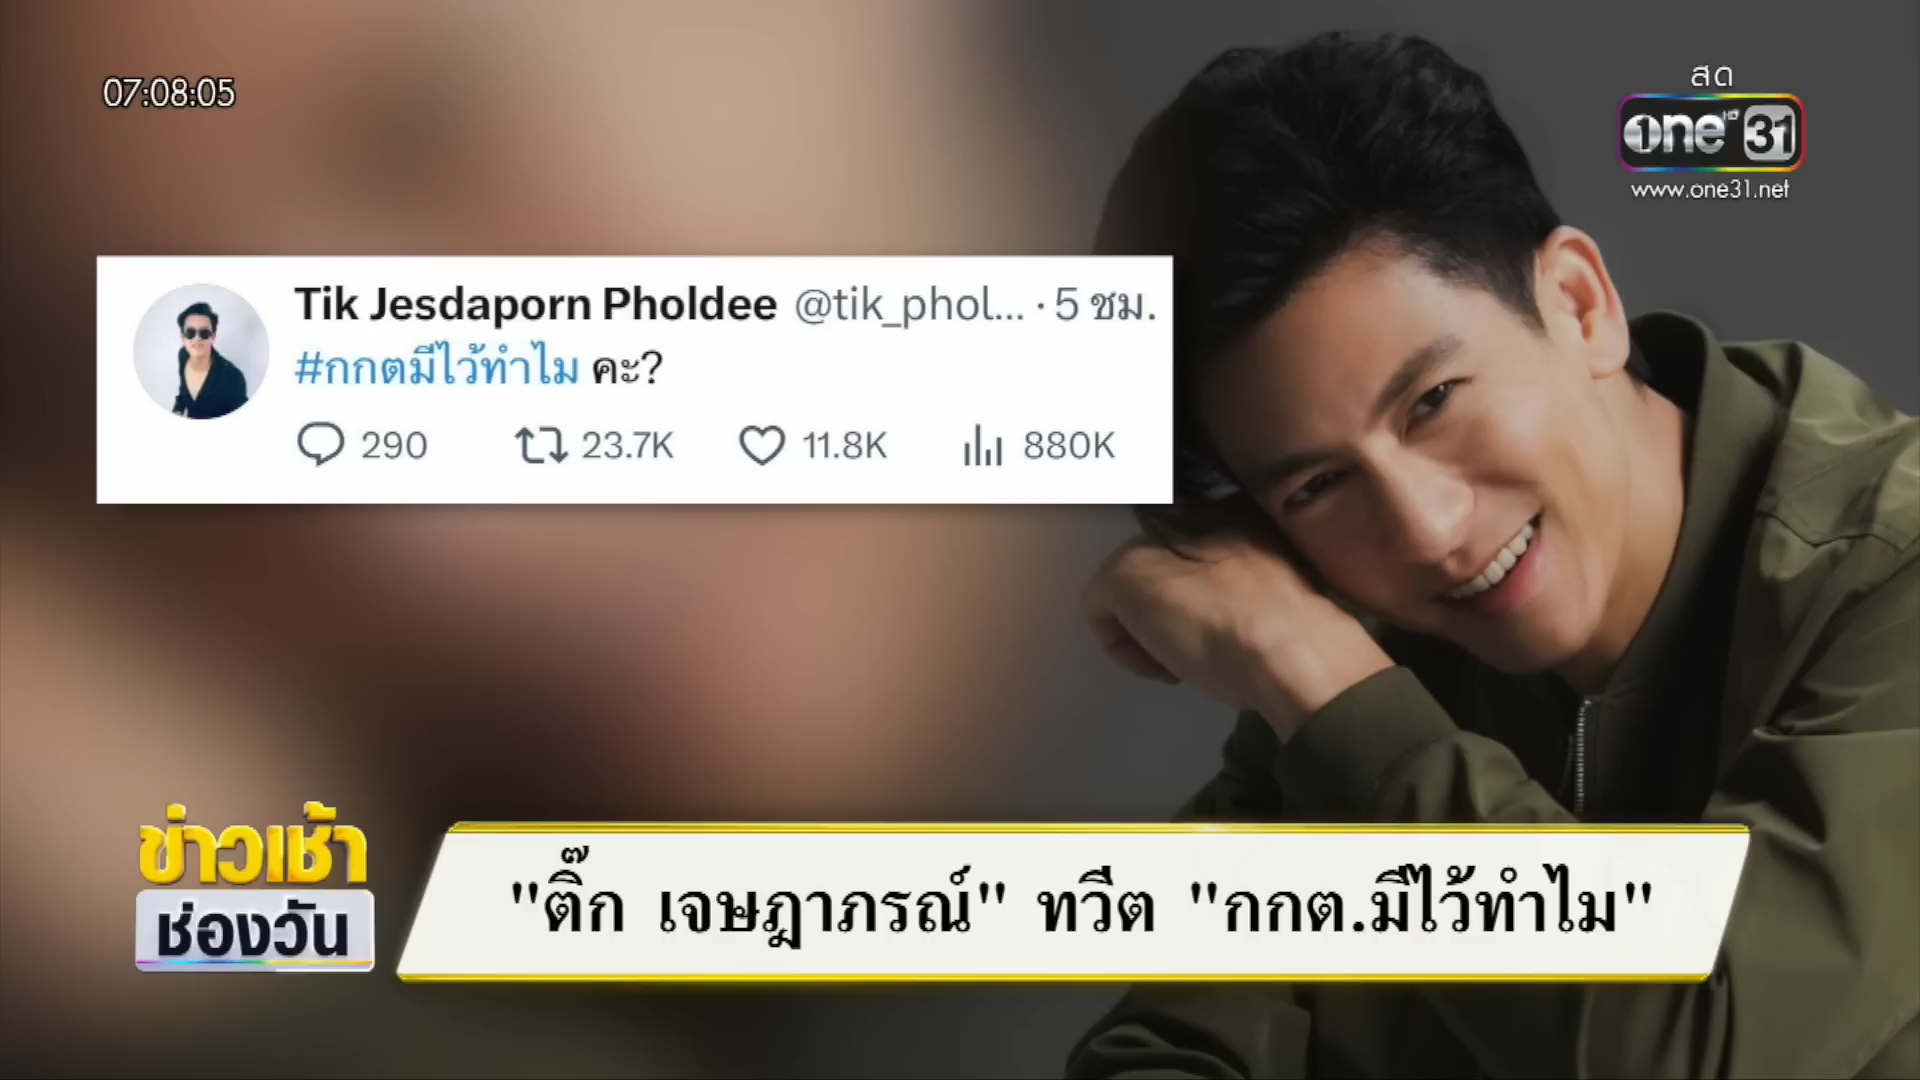 07:08:05
สด
one HD 31
www.one31.net
Tik Jesdaporn Pholdee @tik_phol... · 5 ชม.
#กกตมีไว้ทำไม คะ?
290 23.7K 11.8K 880K
ข่าวเช้า
ช่องวัน
"ติ๊ก เจษฎาภรณ์" ทวีต "กกต.มีไว้ทำไม"